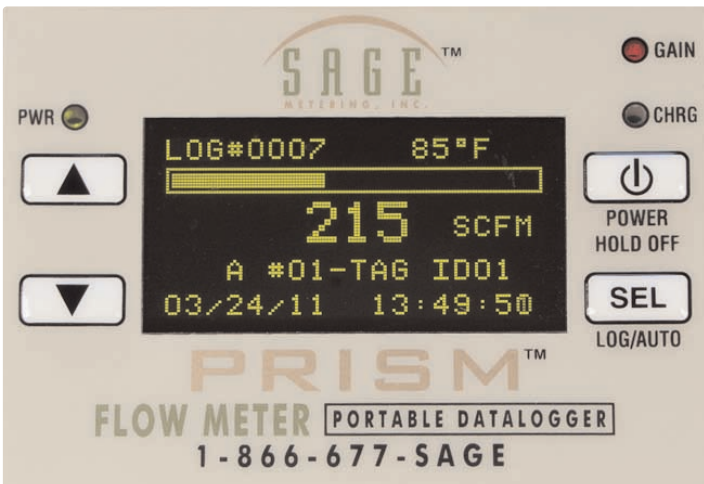 SAGE™
METERING, INC.
GAIN
PWR
CHRG
LOG#0007 85°F
215 SCFM
A #01-TAG ID01
03/24/11 13:49:50
POWER
HOLD OFF
SEL
LOG/AUTO
PRISM™
FLOW METER PORTABLE DATALOGGER
1-866-677-SAGE